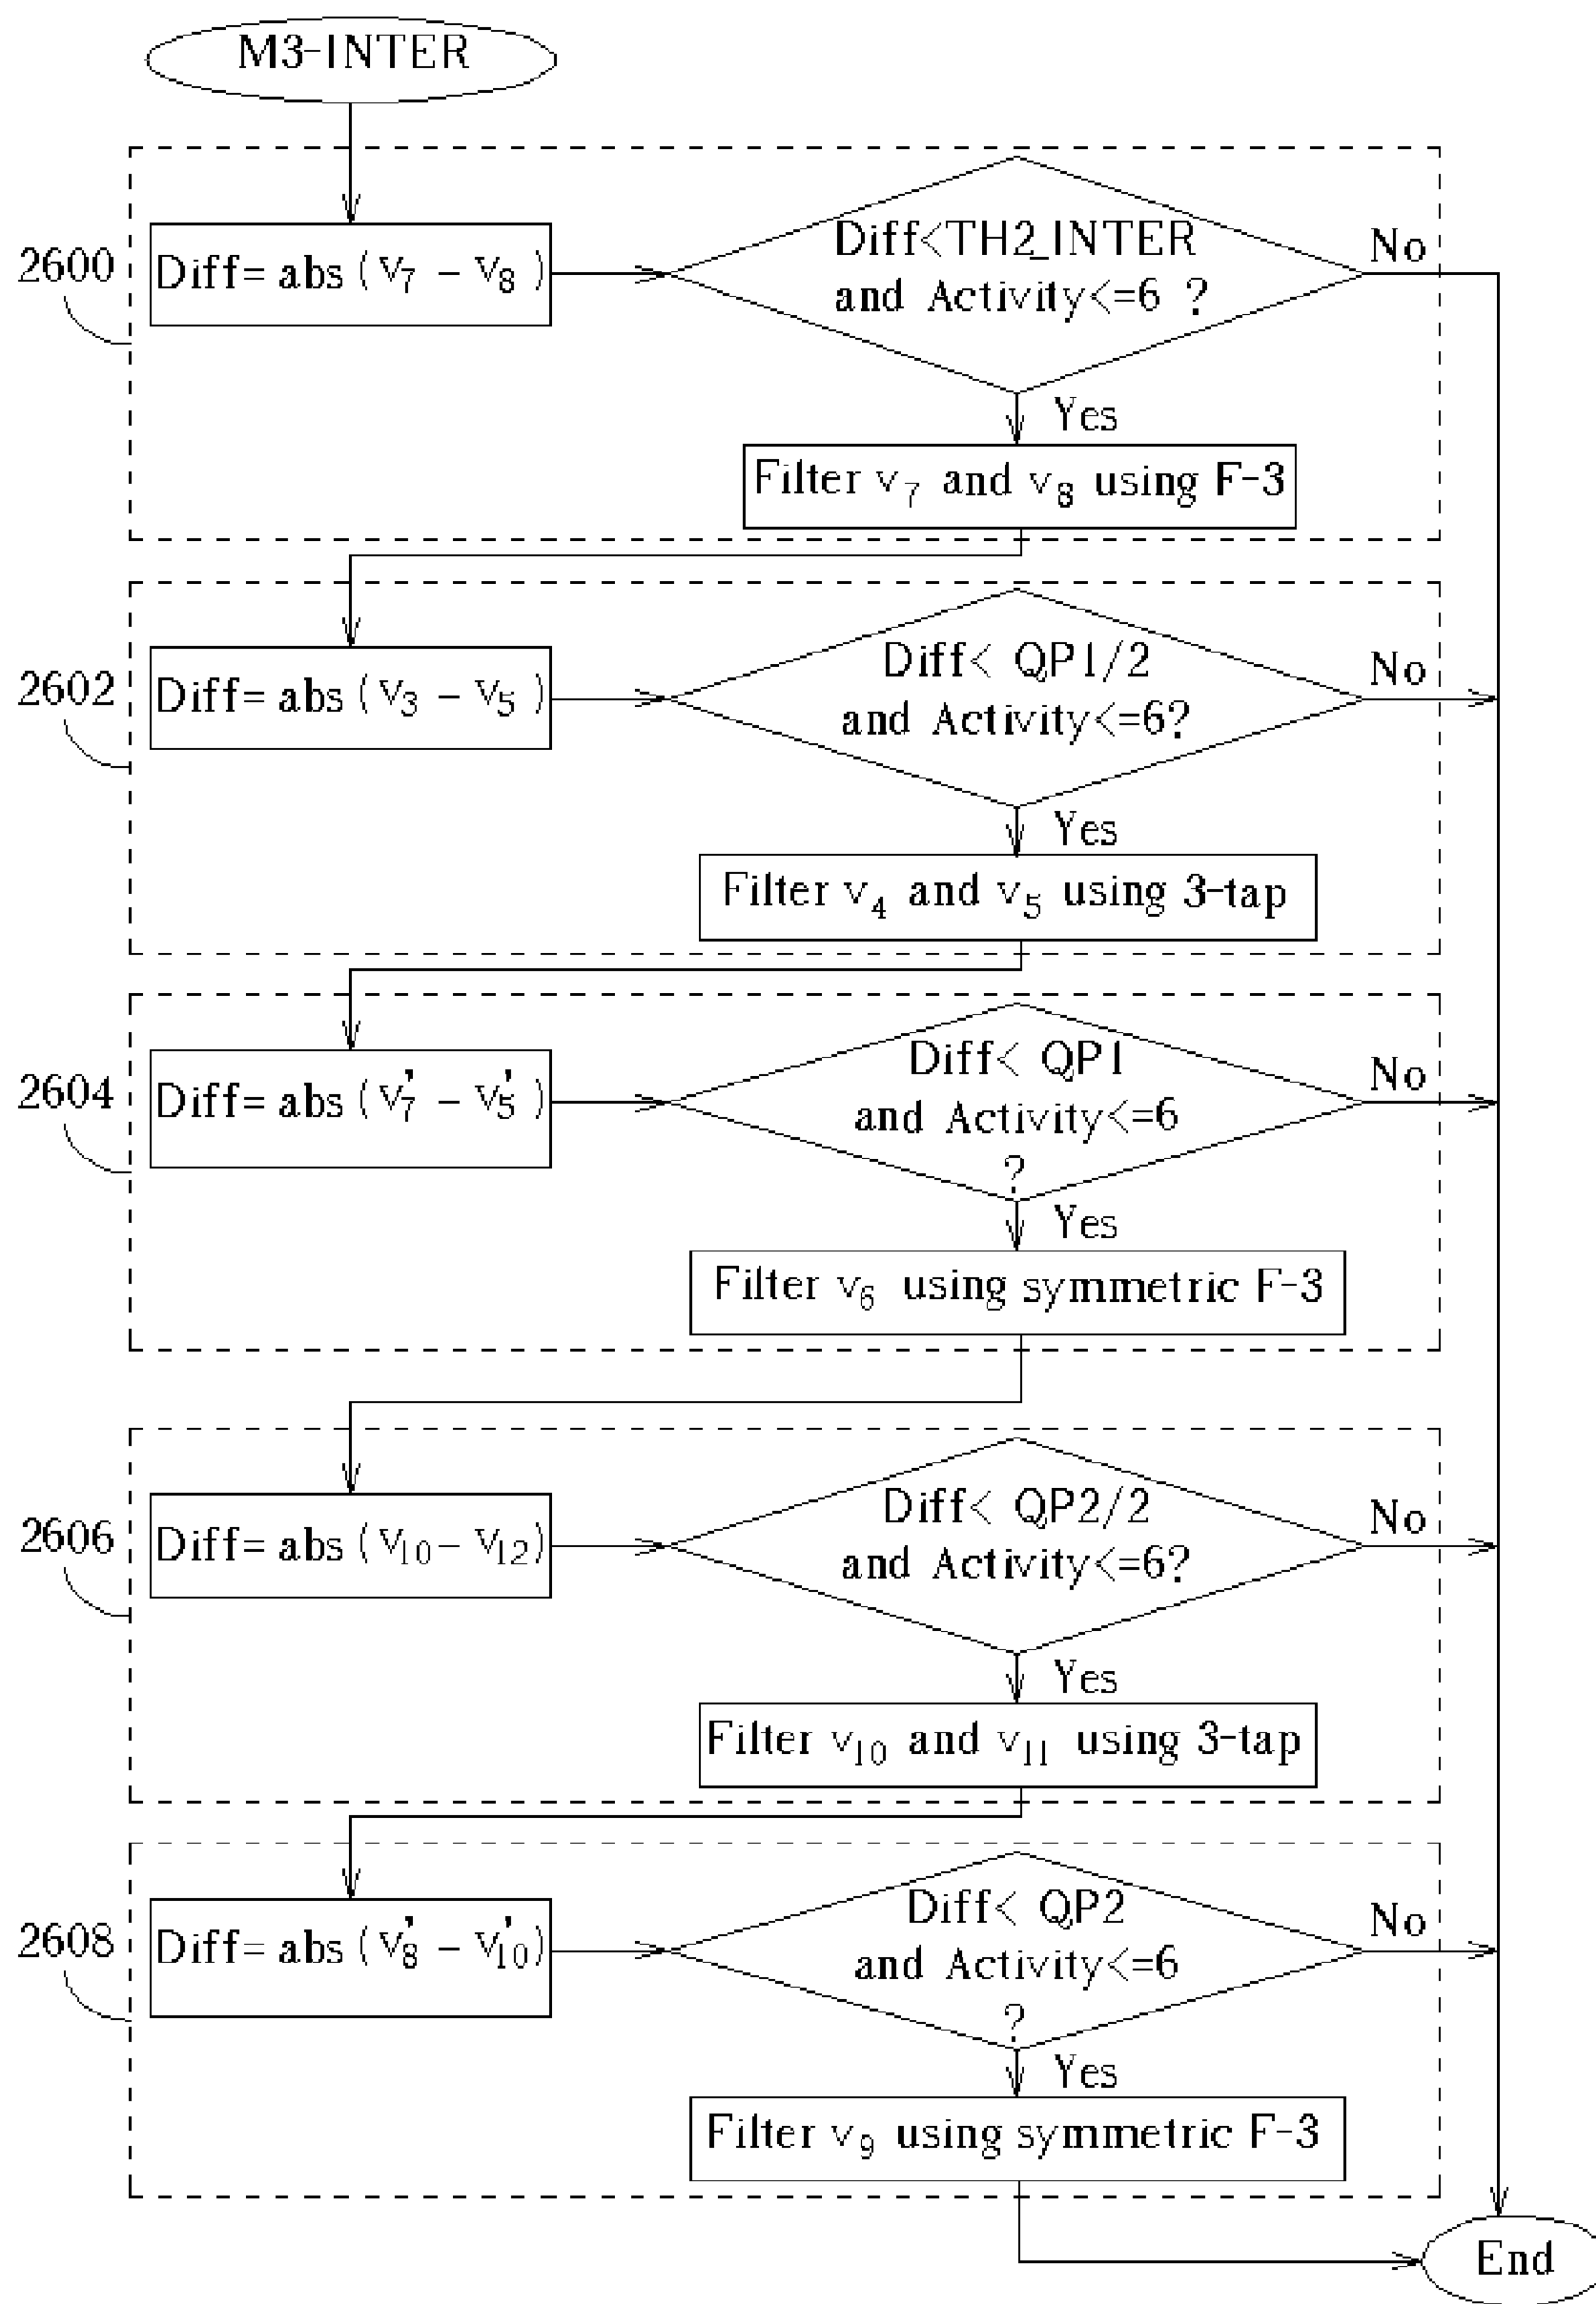 M3-INTER
2600
Diff= abs (V7 - V8)
Diff<TH2_INTER
and Activity<=6 ?
No
Yes
Filter v7 and v8 using F-3
2602
Diff= abs (V3 - V5)
Diff< QP1/2
and Activity<=6?
No
Yes
Filter v4 and v5 using 3-tap
2604
Diff= abs (V'7 - V'5)
Diff< QP1
and Activity<=6
?
No
Yes
Filter v6 using symmetric F-3
2606
Diff= abs (V10 - V12)
Diff< QP2/2
and Activity<=6?
No
Yes
Filter v10 and v11 using 3-tap
2608
Diff= abs (V'8 - V'10)
Diff< QP2
and Activity<=6
?
No
Yes
Filter v9 using symmetric F-3
End